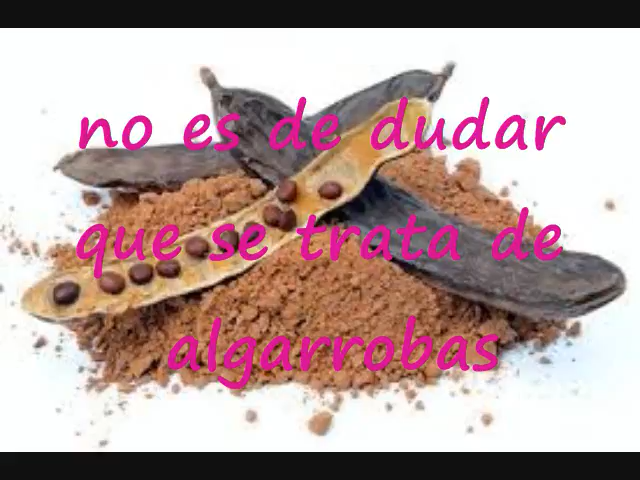 no es de dudar
que se trata de
algarrobas